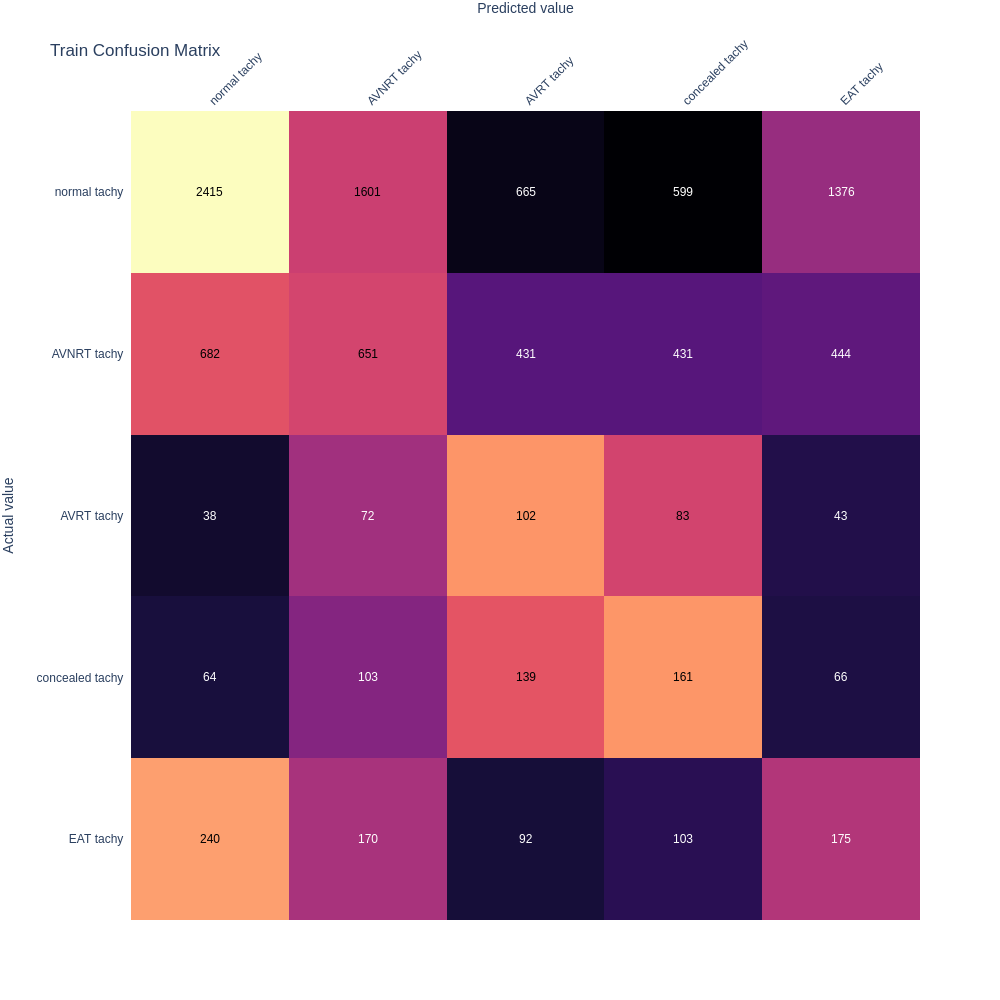 Predicted value
Train Confusion Matrix
normal tachy AVNRT tachy AVRT tachy concealed tachy EAT tachy
normal tachy 2415 1601 665 599 1376
AVNRT tachy 682 651 431 431 444
Actual value
AVRT tachy 38 72 102 83 43
concealed tachy 64 103 139 161 66
EAT tachy 240 170 92 103 175